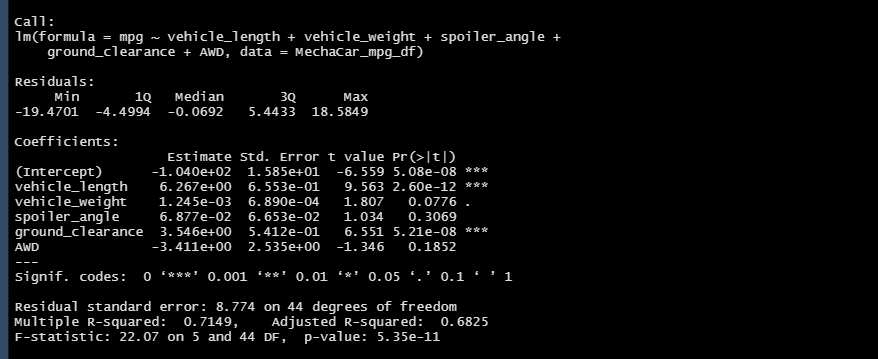 Call:
lm(formula = mpg ~ vehicle_length + vehicle_weight + spoiler_angle +
    ground_clearance + AWD, data = MechaCar_mpg_df)

Residuals:
     Min       1Q   Median       3Q      Max
-19.4701  -4.4994  -0.0692   5.4433  18.5849

Coefficients:
                   Estimate Std. Error t value Pr(>|t|)
(Intercept)      -1.040e+02  1.585e+01  -6.559 5.08e-08 ***
vehicle_length    6.267e+00  6.553e-01   9.563 2.60e-12 ***
vehicle_weight    1.245e-03  6.890e-04   1.807   0.0776 .
spoiler_angle     6.877e-02  6.653e-02   1.034   0.3069
ground_clearance  3.546e+00  5.412e-01   6.551 5.21e-08 ***
AWD              -3.411e+00  2.535e+00  -1.346   0.1852
---
Signif. codes:  0 ‘***’ 0.001 ‘**’ 0.01 ‘*’ 0.05 ‘.’ 0.1 ‘ ’ 1

Residual standard error: 8.774 on 44 degrees of freedom
Multiple R-squared:  0.7149,    Adjusted R-squared:  0.6825
F-statistic: 22.07 on 5 and 44 DF,  p-value: 5.35e-11